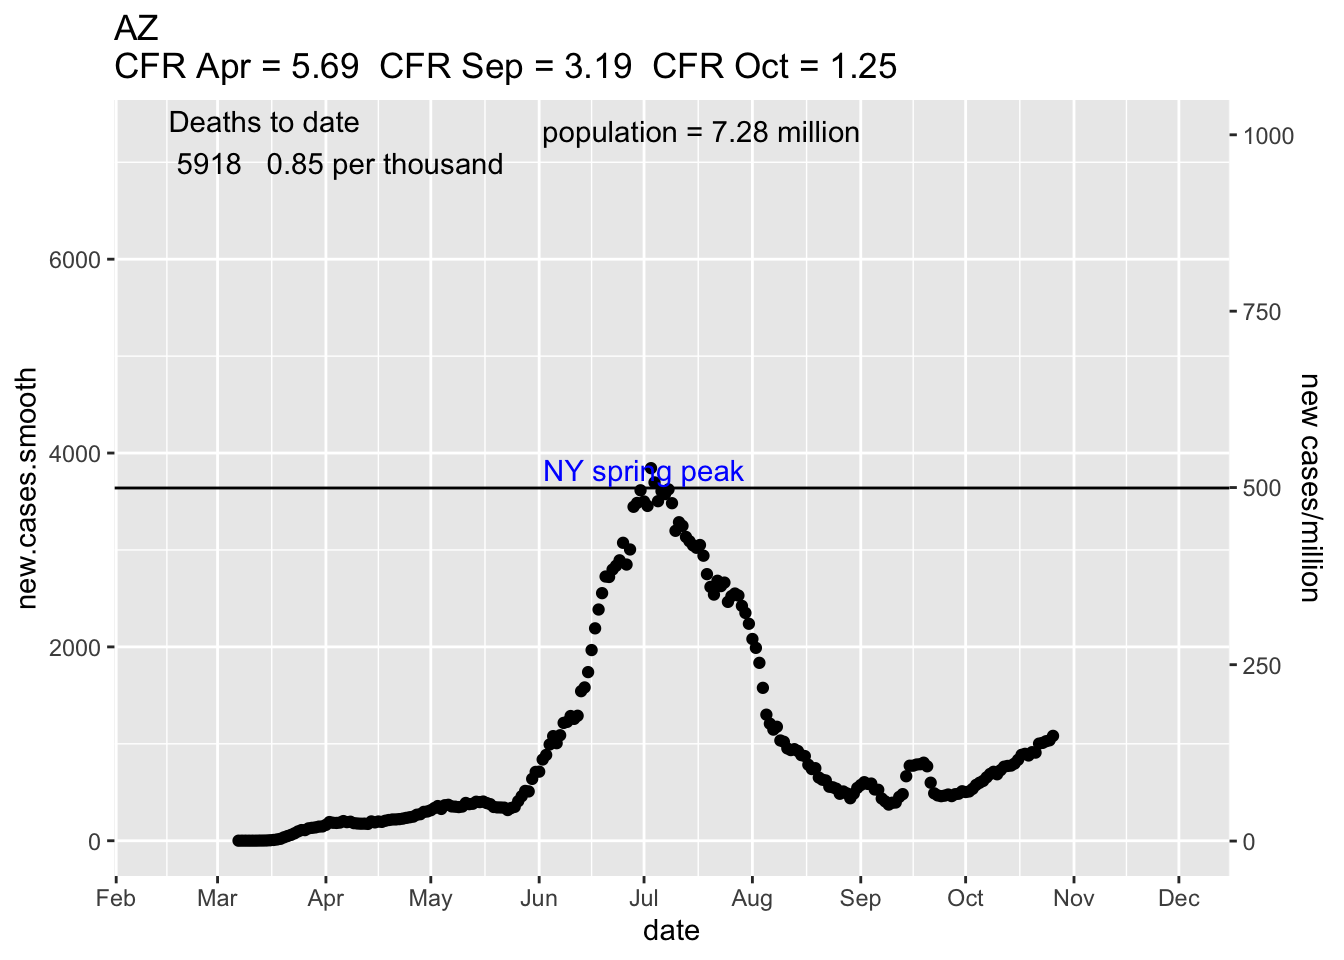 AZ
CFR Apr = 5.69  CFR Sep = 3.19  CFR Oct = 1.25
Deaths to date
5918   0.85 per thousand
population = 7.28 million
NY spring peak
new.cases.smooth
6000
4000
2000
0
1000
750
500
250
0
new cases/million
Feb Mar Apr May Jun Jul Aug Sep Oct Nov Dec
date